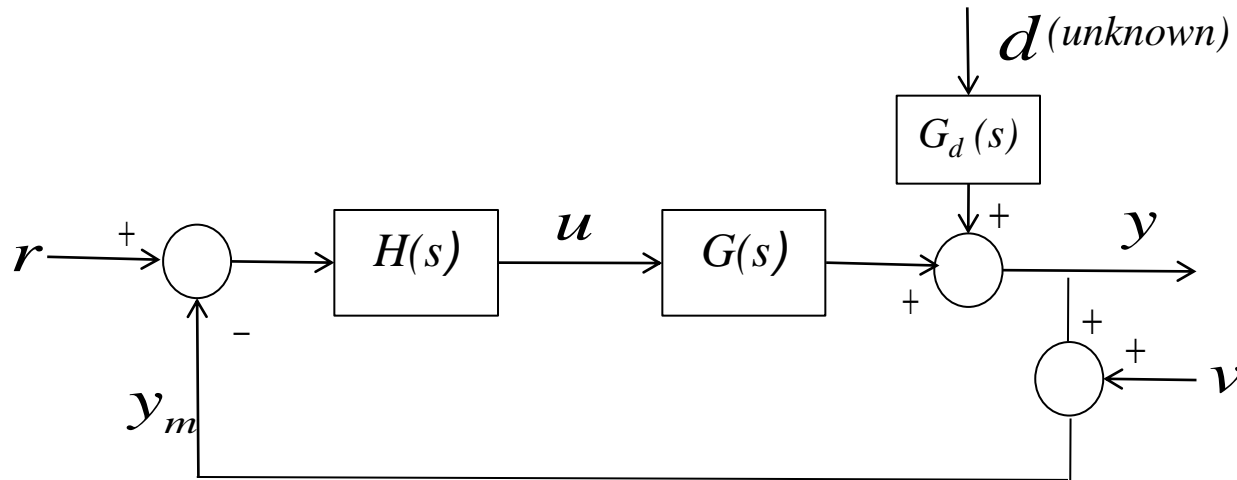 d (unknown)
G_d (s)
+
r
+
H(s)
u
G(s)
+
y
-
+
+
v
y_m